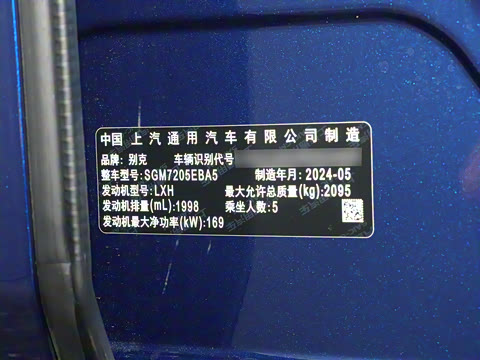 中国 上汽通用汽车有限公司制造
品牌: 别克 车辆识别代号
整车型号:SGM7205EBA5 制造年月: 2024-05
发动机型号:LXH 最大允许总质量(kg):2095
发动机排量(mL):1998 乘坐人数:5
发动机最大净功率(kW):169